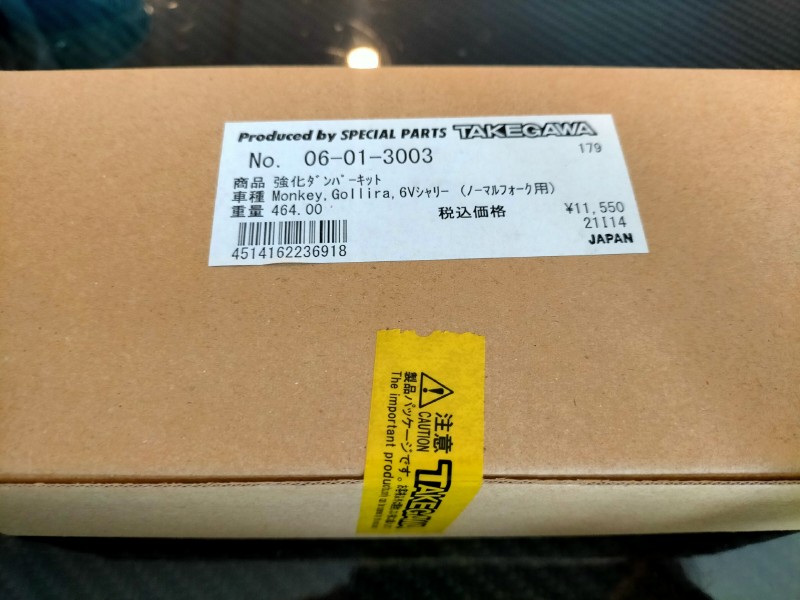 Produced by SPECIAL PARTS TAKEGAWA
179
No. 06-01-3003
商品 強化ﾀﾞﾝﾊﾟｰｷｯﾄ
車種 Monkey,Gollira,6Vｼｬﾘｰ (ﾉｰﾏﾙﾌｫｰｸ用)
重量 464.00 税込価格 ¥11,550
21I14
4514162236918
JAPAN
注意
CAUTION
TAKEGAWA
製品パッケージです。
The important product